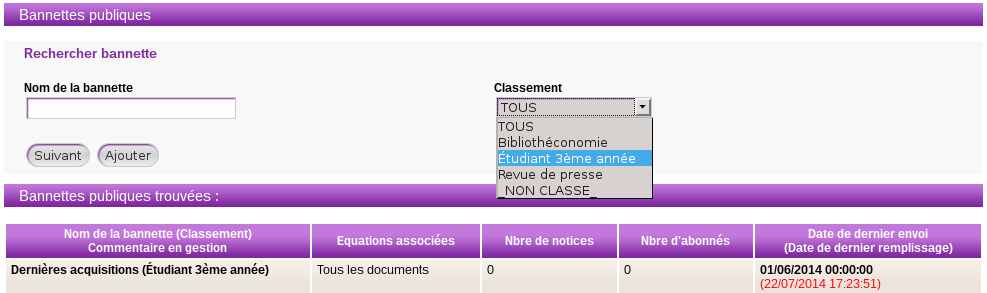 Bannettes publiques
Rechercher bannette
Nom de la bannette
Classement
TOUS
TOUS
Bibliothéconomie
Étudiant 3ème année
Revue de presse
_NON CLASSE_
Suivant Ajouter
Bannettes publiques trouvées :
Nom de la bannette (Classement)
Commentaire en gestion
Equations associées
Nbre de notices
Nbre d'abonnés
Date de dernier envoi
(Date de dernier remplissage)
Dernières acquisitions (Étudiant 3ème année)
Tous les documents
0
0
01/06/2014 00:00:00
(22/07/2014 17:23:51)